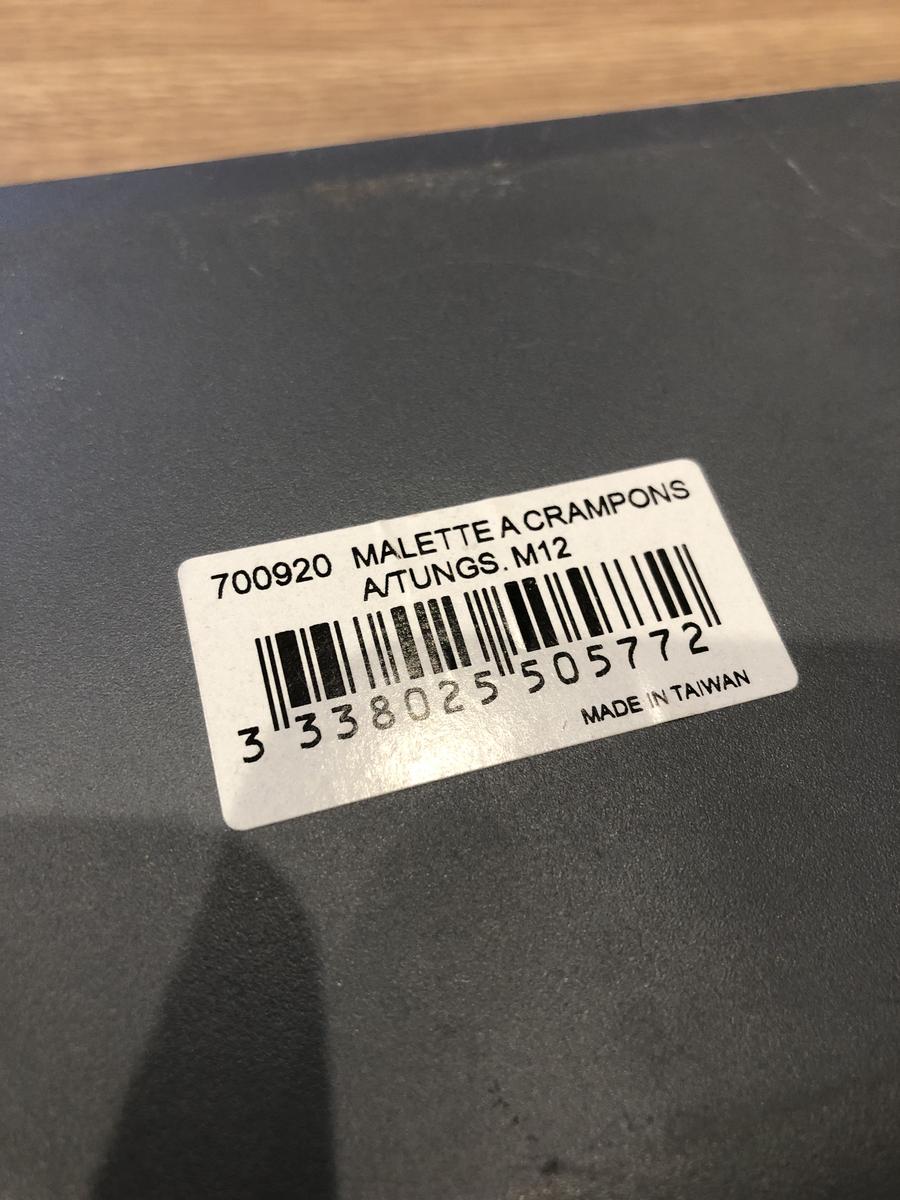 700920 MALETTE A CRAMPONS
A/TUNGS. M12
3 338025 505772
MADE IN TAIWAN